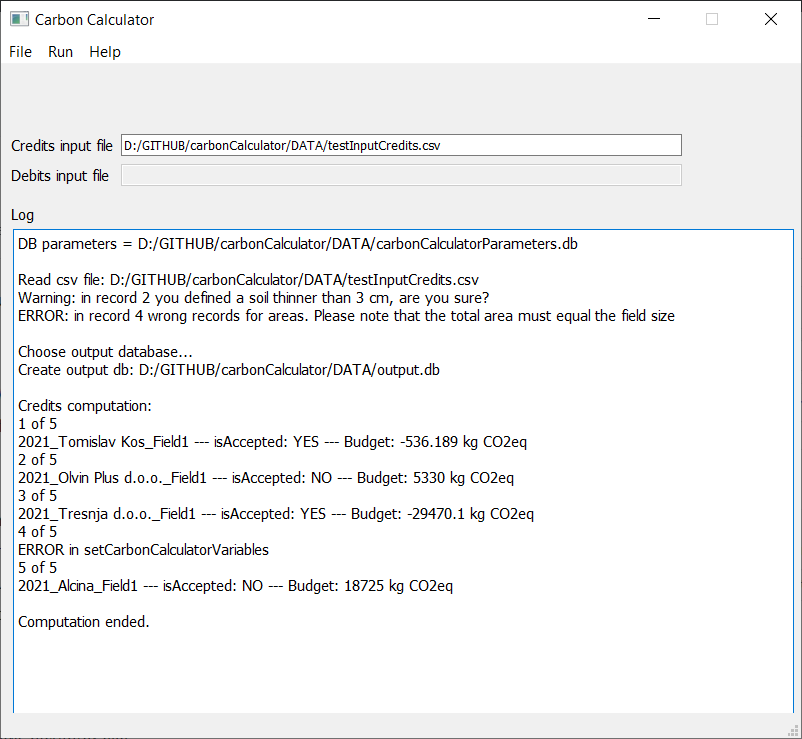 Carbon Calculator
File Run Help
Credits input file D:/GITHUB/carbonCalculator/DATA/testInputCredits.csv
Debits input file
Log
DB parameters = D:/GITHUB/carbonCalculator/DATA/carbonCalculatorParameters.db
Read csv file: D:/GITHUB/carbonCalculator/DATA/testInputCredits.csv
Warning: in record 2 you defined a soil thinner than 3 cm, are you sure?
ERROR: in record 4 wrong records for areas. Please note that the total area must equal the field size
Choose output database...
Create output db: D:/GITHUB/carbonCalculator/DATA/output.db
Credits computation:
1 of 5
2021_Tomislav Kos_Field1 --- isAccepted: YES --- Budget: -536.189 kg CO2eq
2 of 5
2021_Olvin Plus d.o.o._Field1 --- isAccepted: NO --- Budget: 5330 kg CO2eq
3 of 5
2021_Tresnja d.o.o._Field1 --- isAccepted: YES --- Budget: -29470.1 kg CO2eq
4 of 5
ERROR in setCarbonCalculatorVariables
5 of 5
2021_Alcina_Field1 --- isAccepted: NO --- Budget: 18725 kg CO2eq
Computation ended.